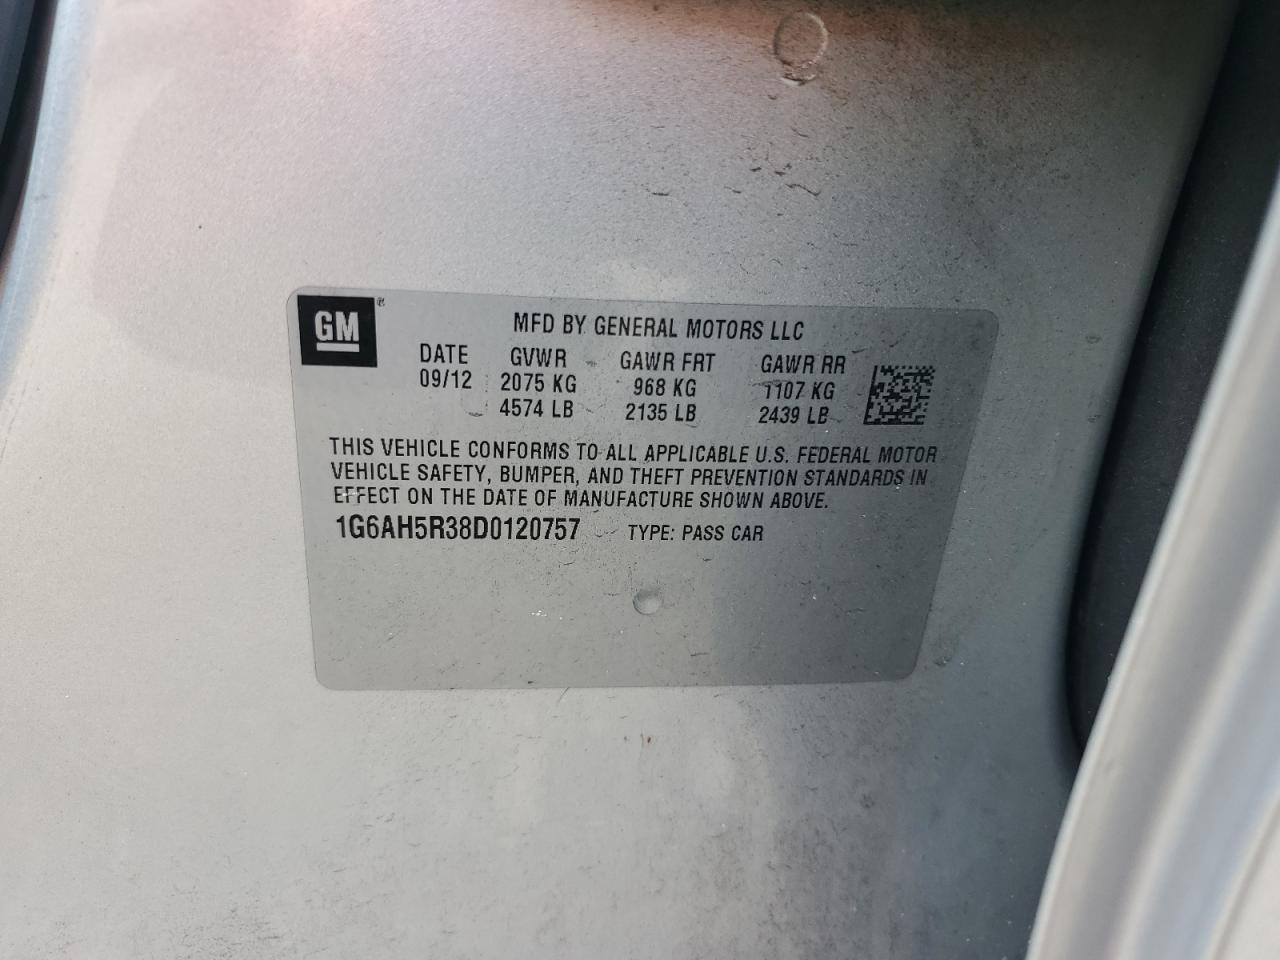 GM ®
MFD BY GENERAL MOTORS LLC
DATE GVWR GAWR FRT GAWR RR
09/12 2075 KG 968 KG 1107 KG
4574 LB 2135 LB 2439 LB
THIS VEHICLE CONFORMS TO ALL APPLICABLE U.S. FEDERAL MOTOR
VEHICLE SAFETY, BUMPER, AND THEFT PREVENTION STANDARDS IN
EFFECT ON THE DATE OF MANUFACTURE SHOWN ABOVE.
1G6AH5R38D0120757 TYPE: PASS CAR